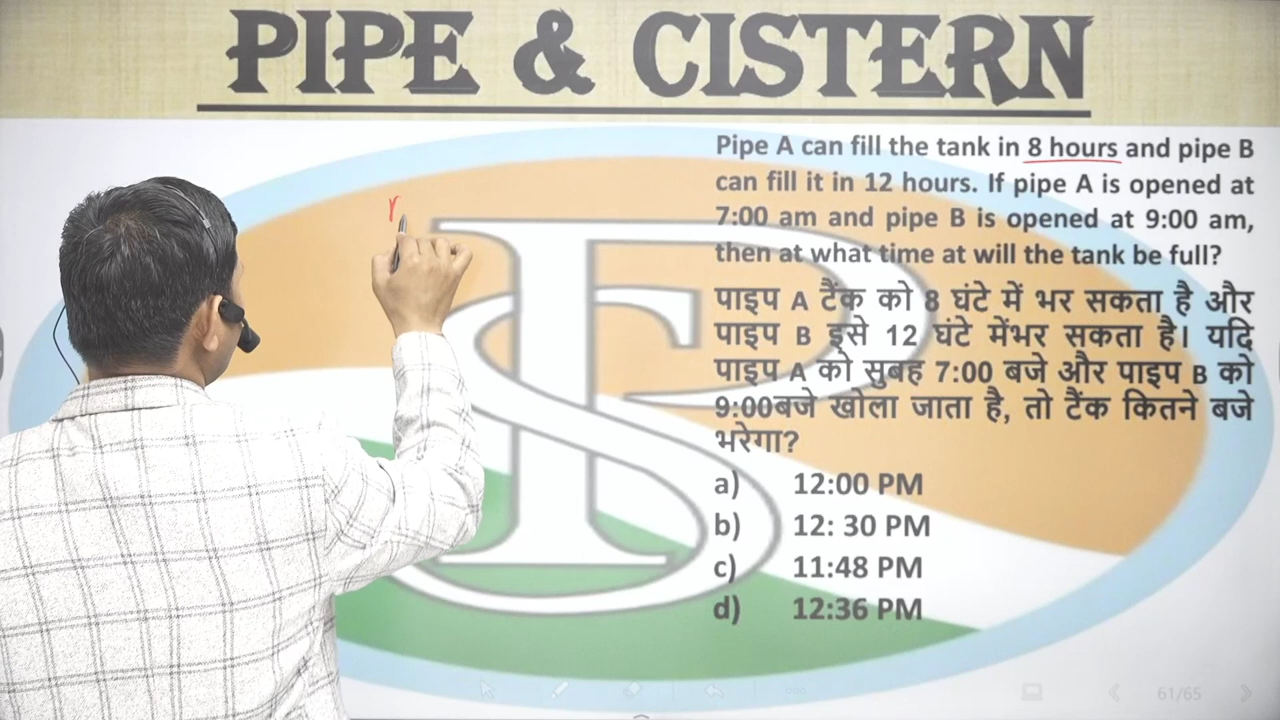 PIPE & CISTERN
Pipe A can fill the tank in 8 hours and pipe B
can fill it in 12 hours. If pipe A is opened at
7:00 am and pipe B is opened at 9:00 am,
then at what time at will the tank be full?
पाइप A टैंक को 8 घंटे में भर सकता है और
पाइप B इसे 12 घंटे मेंभर सकता है। यदि
पाइप A को सुबह 7:00 बजे और पाइप B को
9:00बजे खोला जाता है, तो टैंक कितने बजे
भरेगा?
a) 12:00 PM
b) 12: 30 PM
c) 11:48 PM
d) 12:36 PM
61/65